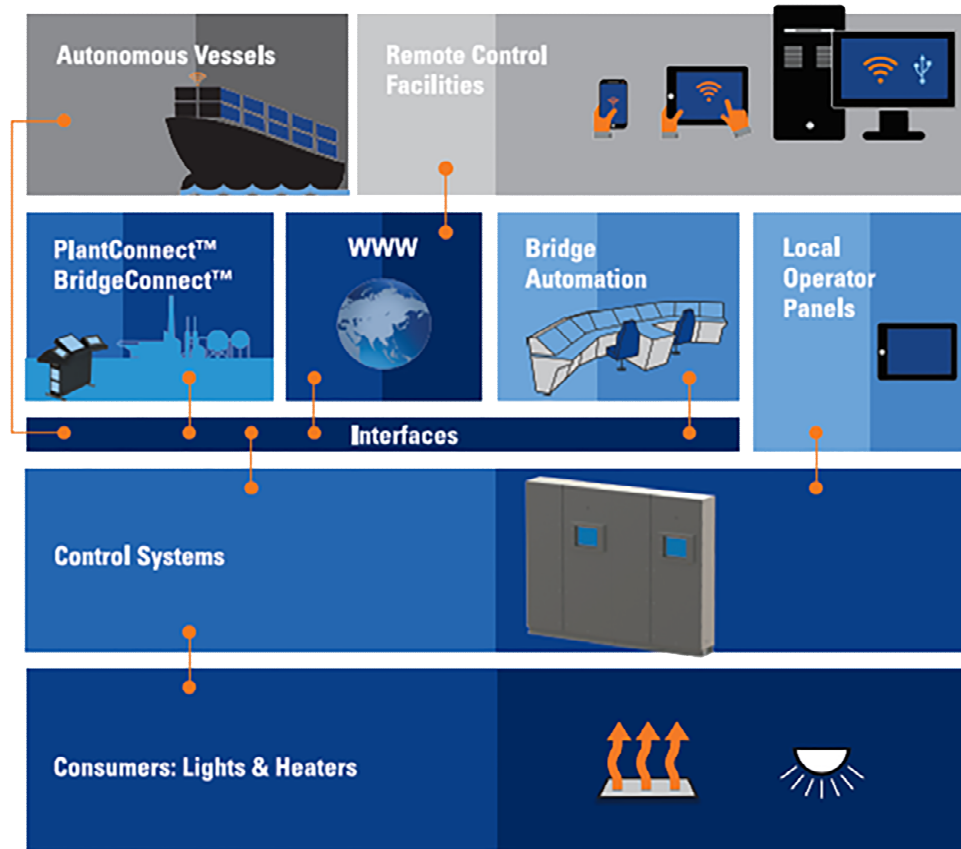 Autonomous Vessels
Remote Control
Facilities
PlantConnect™
BridgeConnect™
WWW
Bridge
Automation
Local
Operator
Panels
Interfaces
Control Systems
Consumers: Lights & Heaters